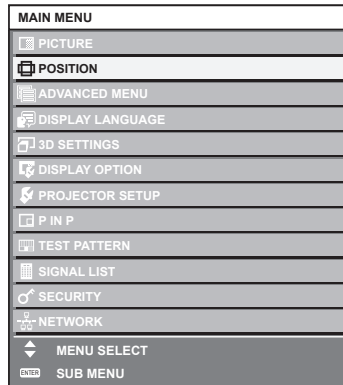 MAIN MENU
PICTURE
POSITION
ADVANCED MENU
DISPLAY LANGUAGE
3D SETTINGS
DISPLAY OPTION
PROJECTOR SETUP
P IN P
TEST PATTERN
SIGNAL LIST
SECURITY
NETWORK
MENU SELECT
ENTER SUB MENU